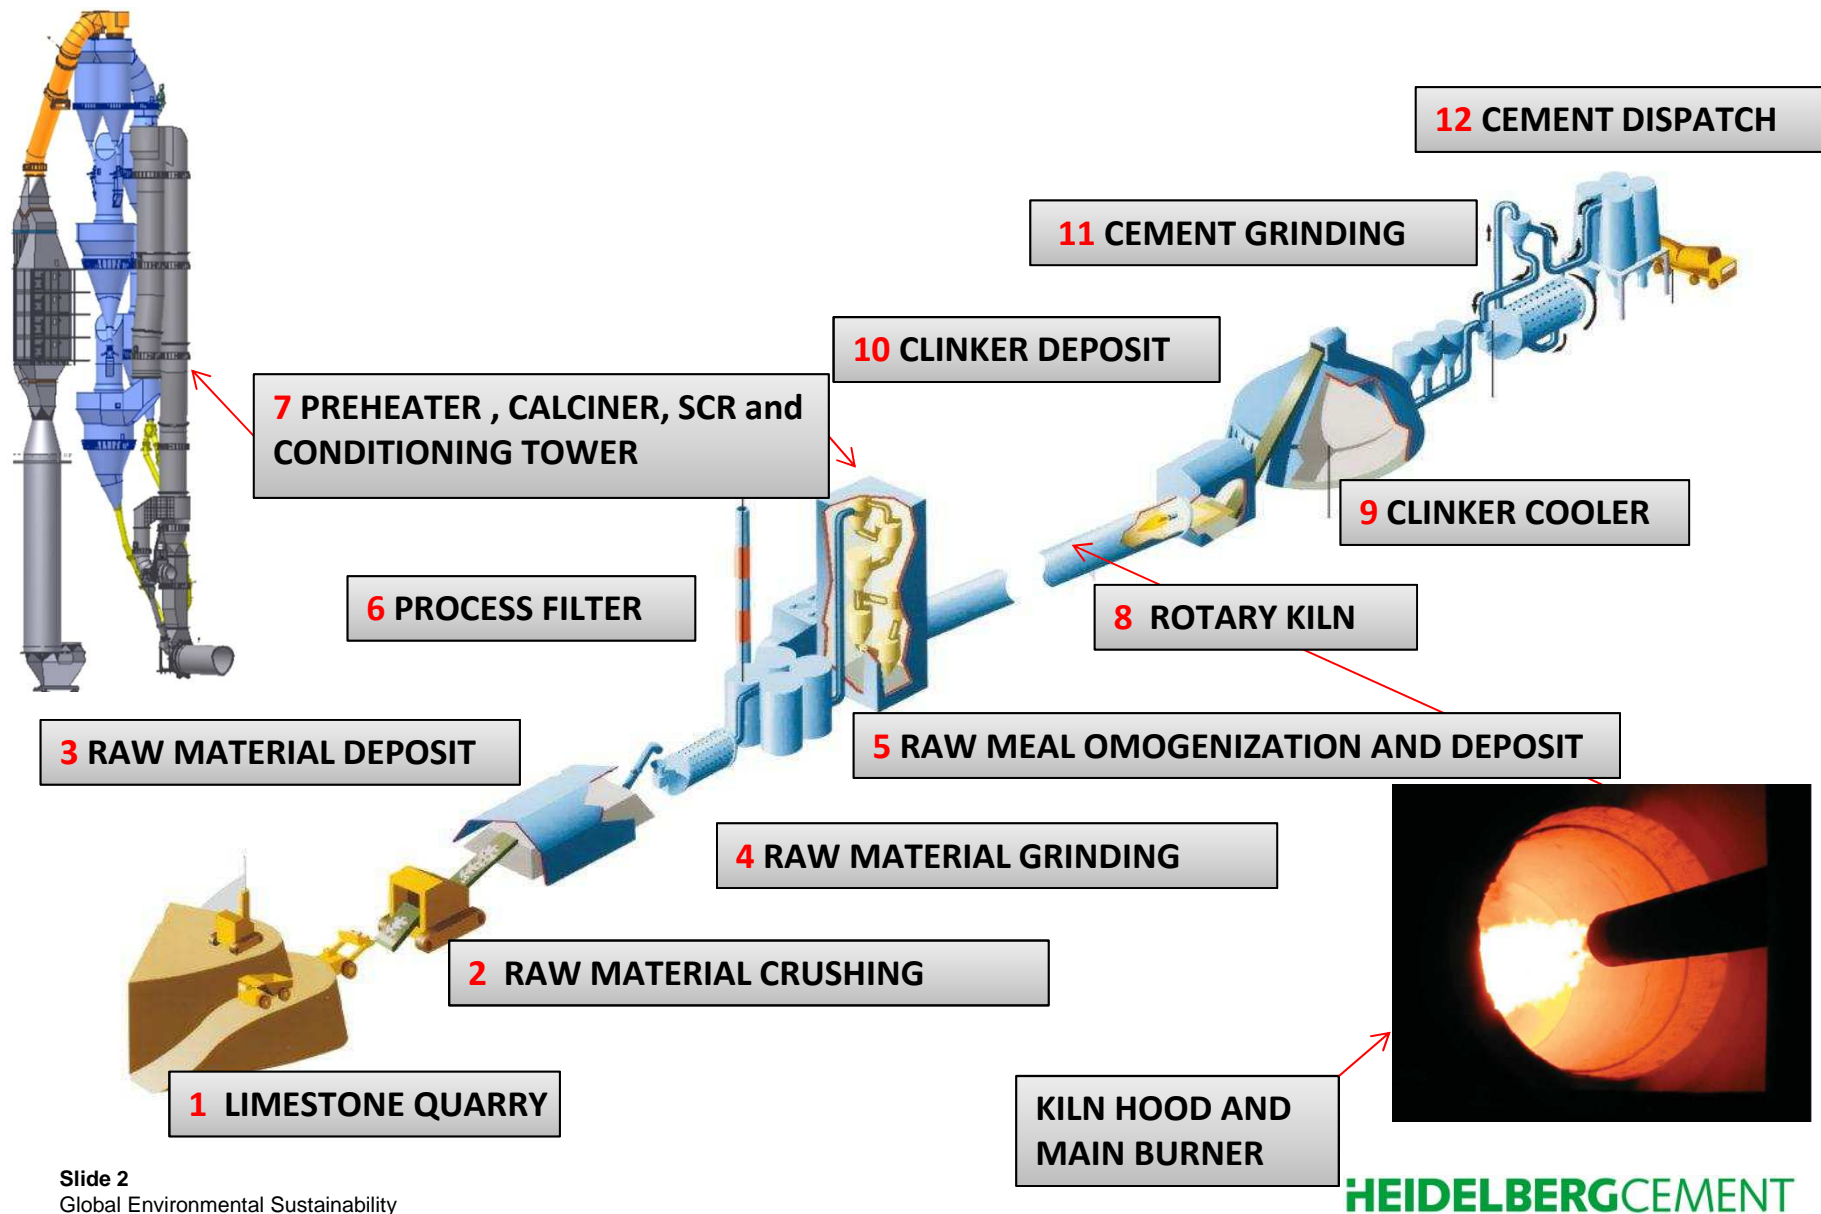 12 CEMENT DISPATCH
11 CEMENT GRINDING
10 CLINKER DEPOSIT
7 PREHEATER , CALCINER, SCR and
CONDITIONING TOWER
9 CLINKER COOLER
6 PROCESS FILTER
8 ROTARY KILN
3 RAW MATERIAL DEPOSIT
5 RAW MEAL OMOGENIZATION AND DEPOSIT
4 RAW MATERIAL GRINDING
2 RAW MATERIAL CRUSHING
1 LIMESTONE QUARRY
KILN HOOD AND
MAIN BURNER
Slide 2
Global Environmental Sustainability
HEIDELBERGCEMENT